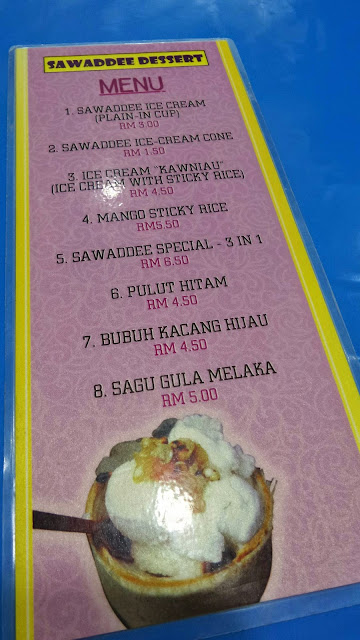 SAWADDEE DESSERT
MENU
1. SAWADDEE ICE CREAM
(PLAIN-IN CUP)
RM 3.00
2. SAWADDEE ICE-CREAM CONE
RM 1.50
3. ICE CREAM "KAWNIAU"
(ICE CREAM WITH STICKY RICE)
RM 4.50
4. MANGO STICKY RICE
RM5.50
5. SAWADDEE SPECIAL - 3 IN 1
RM 6.50
6. PULUT HITAM
RM 4.50
7. BUBUH KACANG HIJAU
RM 4.50
8. SAGU GULA MELAKA
RM 5.00